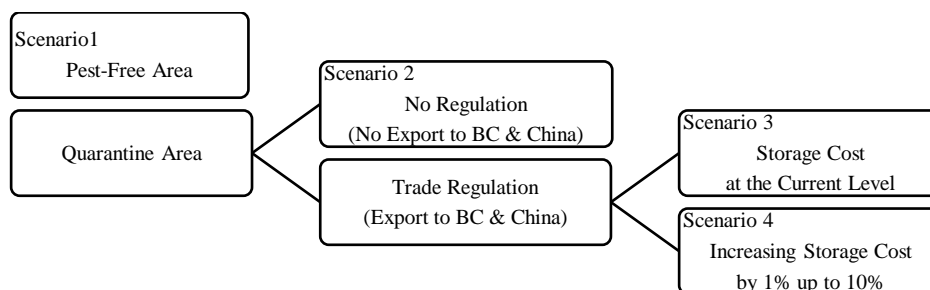 Scenario1
Pest-Free Area
Quarantine Area
Scenario 2
No Regulation
(No Export to BC & China)
Trade Regulation
(Export to BC & China)
Scenario 3
Storage Cost
at the Current Level
Scenario 4
Increasing Storage Cost
by 1% up to 10%